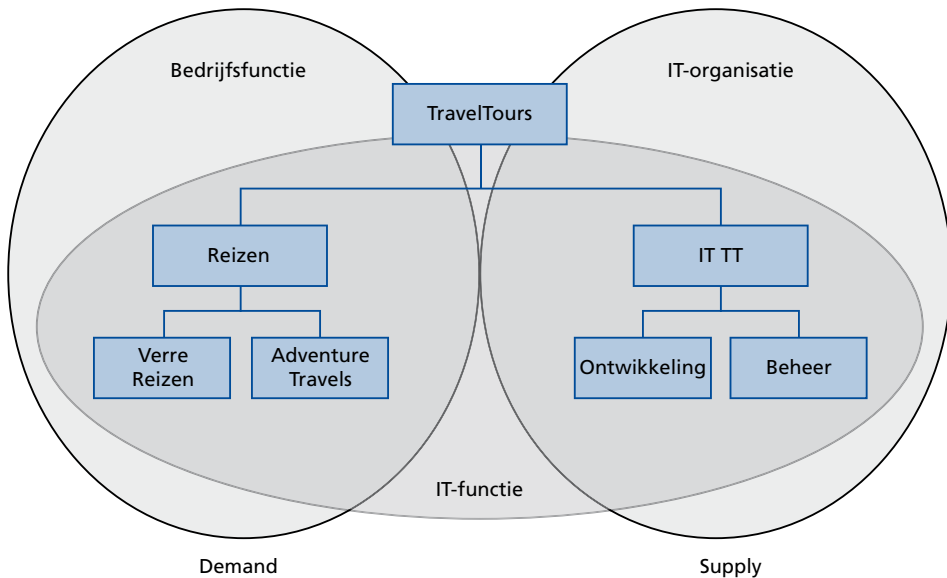 Bedrijfsfunctie
IT-organisatie
TravelTours
Reizen
IT TT
Verre
Reizen
Adventure
Travels
Ontwikkeling
Beheer
IT-functie
Demand
Supply